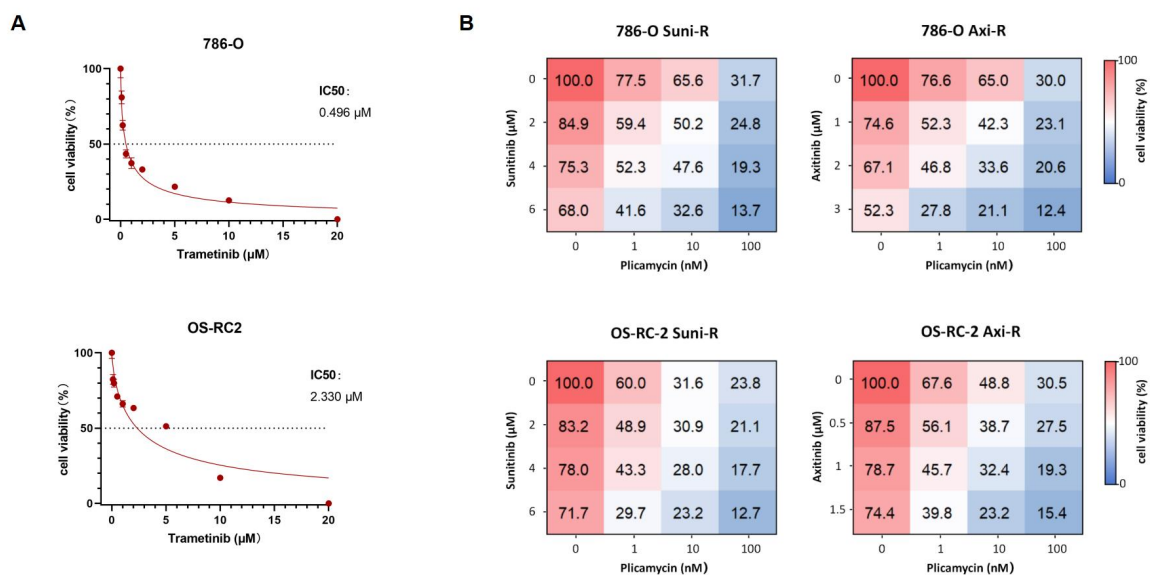 A
786-O
100
50
0
cell viability (%)
0
5
10
15
20
Trametinib (μM)
IC50:
0.496 μM
OS-RC2
100
50
0
cell viability (%)
0
5
10
15
20
Trametinib (μM)
IC50:
2.330 μM
B
786-O Suni-R
Sunitinib (μM)
0 100.0 77.5 65.6 31.7
2 84.9 59.4 50.2 24.8
4 75.3 52.3 47.6 19.3
6 68.0 41.6 32.6 13.7
0 1 10 100
Plicamycin (nM)
786-O Axi-R
Axitinib (μM)
0 100.0 76.6 65.0 30.0
1 74.6 52.3 42.3 23.1
2 67.1 46.8 33.6 20.6
3 52.3 27.8 21.1 12.4
0 1 10 100
Plicamycin (nM)
100
0
cell viability (%)
OS-RC-2 Suni-R
Sunitinib (μM)
0 100.0 60.0 31.6 23.8
2 83.2 48.9 30.9 21.1
4 78.0 43.3 28.0 17.7
6 71.7 29.7 23.2 12.7
0 1 10 100
Plicamycin (nM)
OS-RC-2 Axi-R
Axitinib (μM)
0 100.0 67.6 48.8 30.5
0.5 87.5 56.1 38.7 27.5
1 78.7 45.7 32.4 19.3
1.5 74.4 39.8 23.2 15.4
0 1 10 100
Plicamycin (nM)
100
0
cell viability (%)